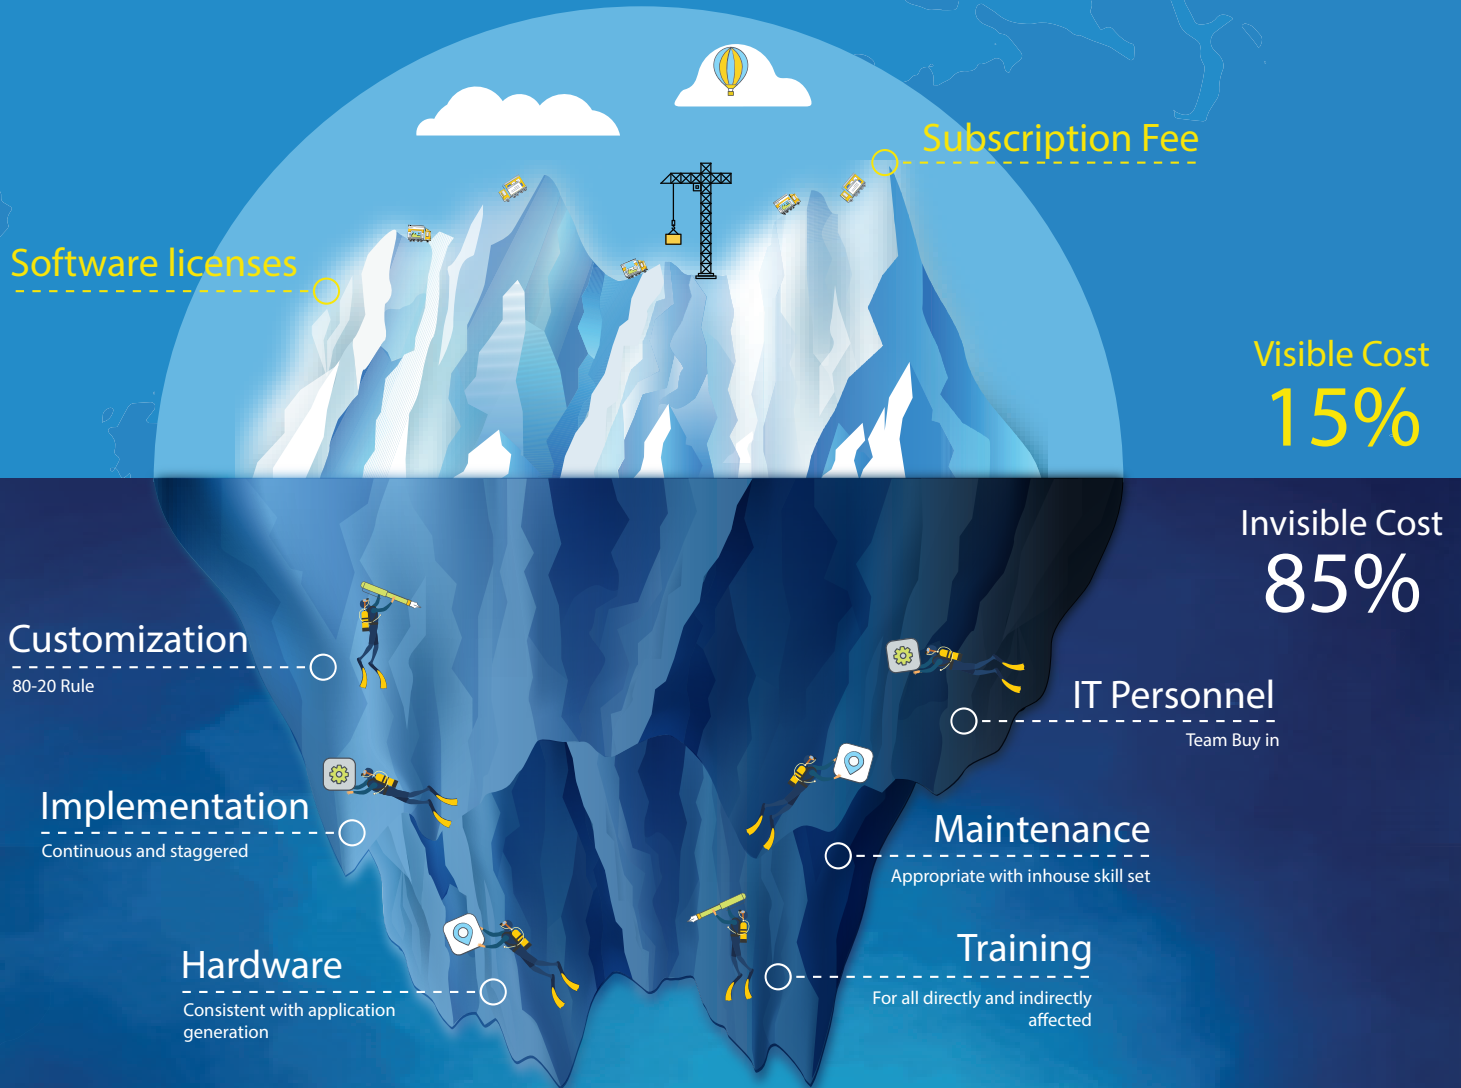 Subscription Fee
Software licenses
Visible Cost
15%
Invisible Cost
85%
Customization
80-20 Rule
IT Personnel
Team Buy in
Implementation
Continuous and staggered
Maintenance
Appropriate with inhouse skill set
Hardware
Consistent with application
generation
Training
For all directly and indirectly
affected